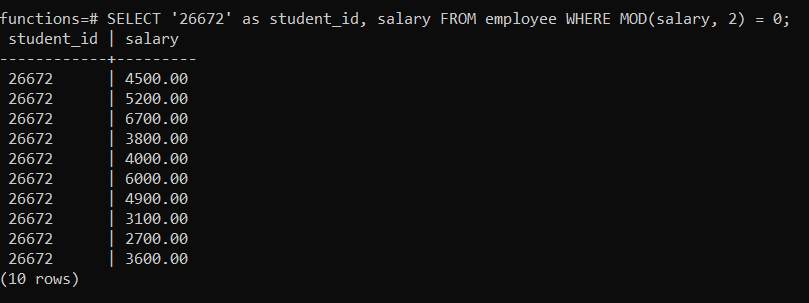 functions=# SELECT '26672' as student_id, salary FROM employee WHERE MOD(salary, 2) = 0;
 student_id | salary
------------+---------
 26672      | 4500.00
 26672      | 5200.00
 26672      | 6700.00
 26672      | 3800.00
 26672      | 4000.00
 26672      | 6000.00
 26672      | 4900.00
 26672      | 3100.00
 26672      | 2700.00
 26672      | 3600.00
(10 rows)